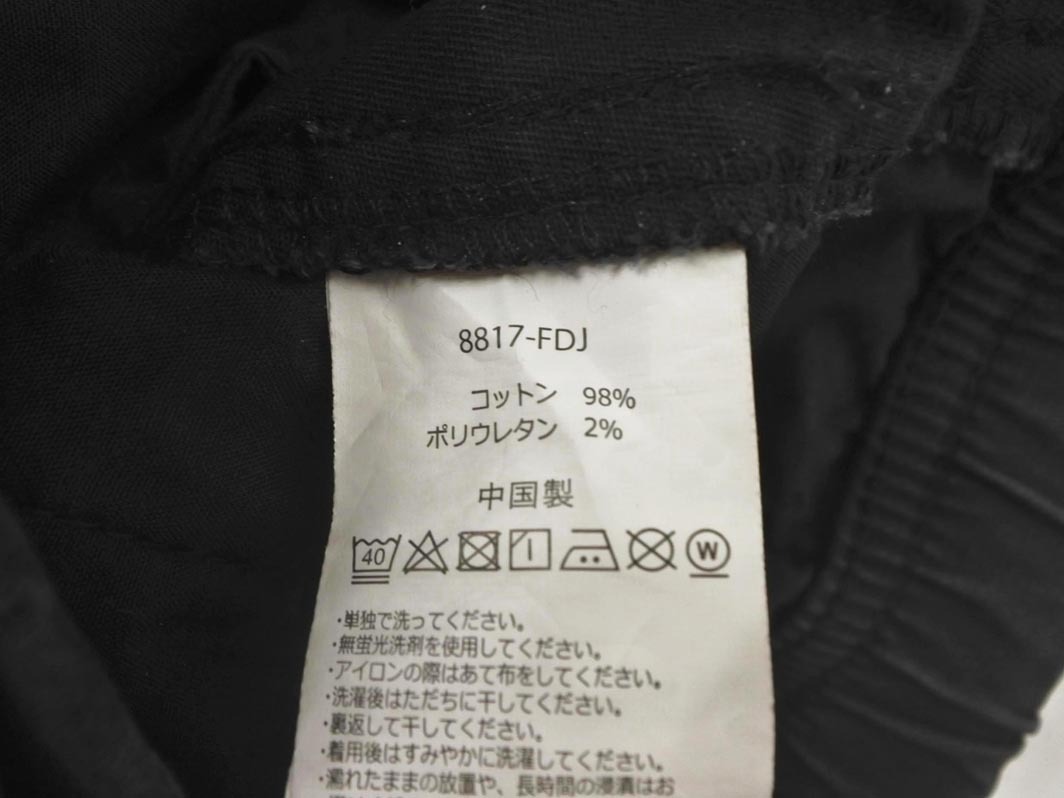 8817-FDJ
コットン 98%
ポリウレタン 2%
中国製
40 W
・単独で洗ってください。
・無蛍光洗剤を使用してください。
・アイロンの際はあて布をしてください。
・洗濯後はただちに干してください。
・裏返して干してください。
・着用後はすみやかに洗濯してください。
・濡れたままの放置や、長時間の浸漬はお